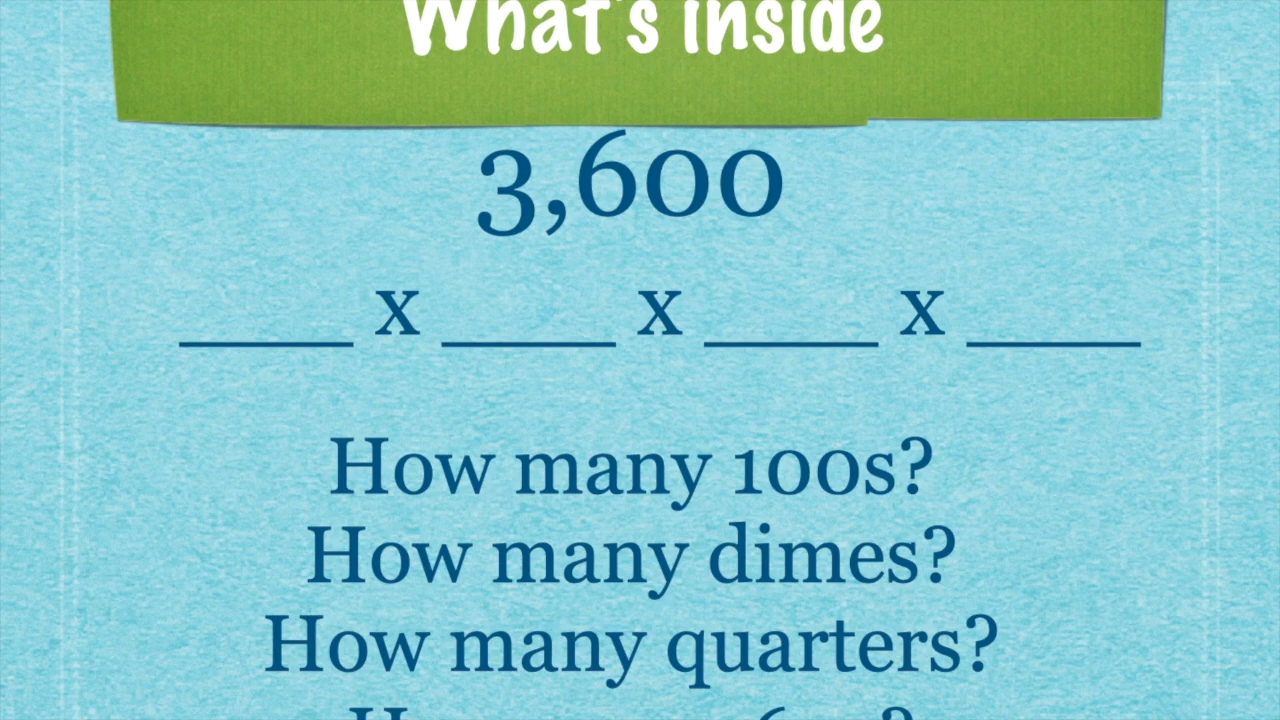 What's inside
3,600
____ x ____ x ____ x ____
How many 100s?
How many dimes?
How many quarters?